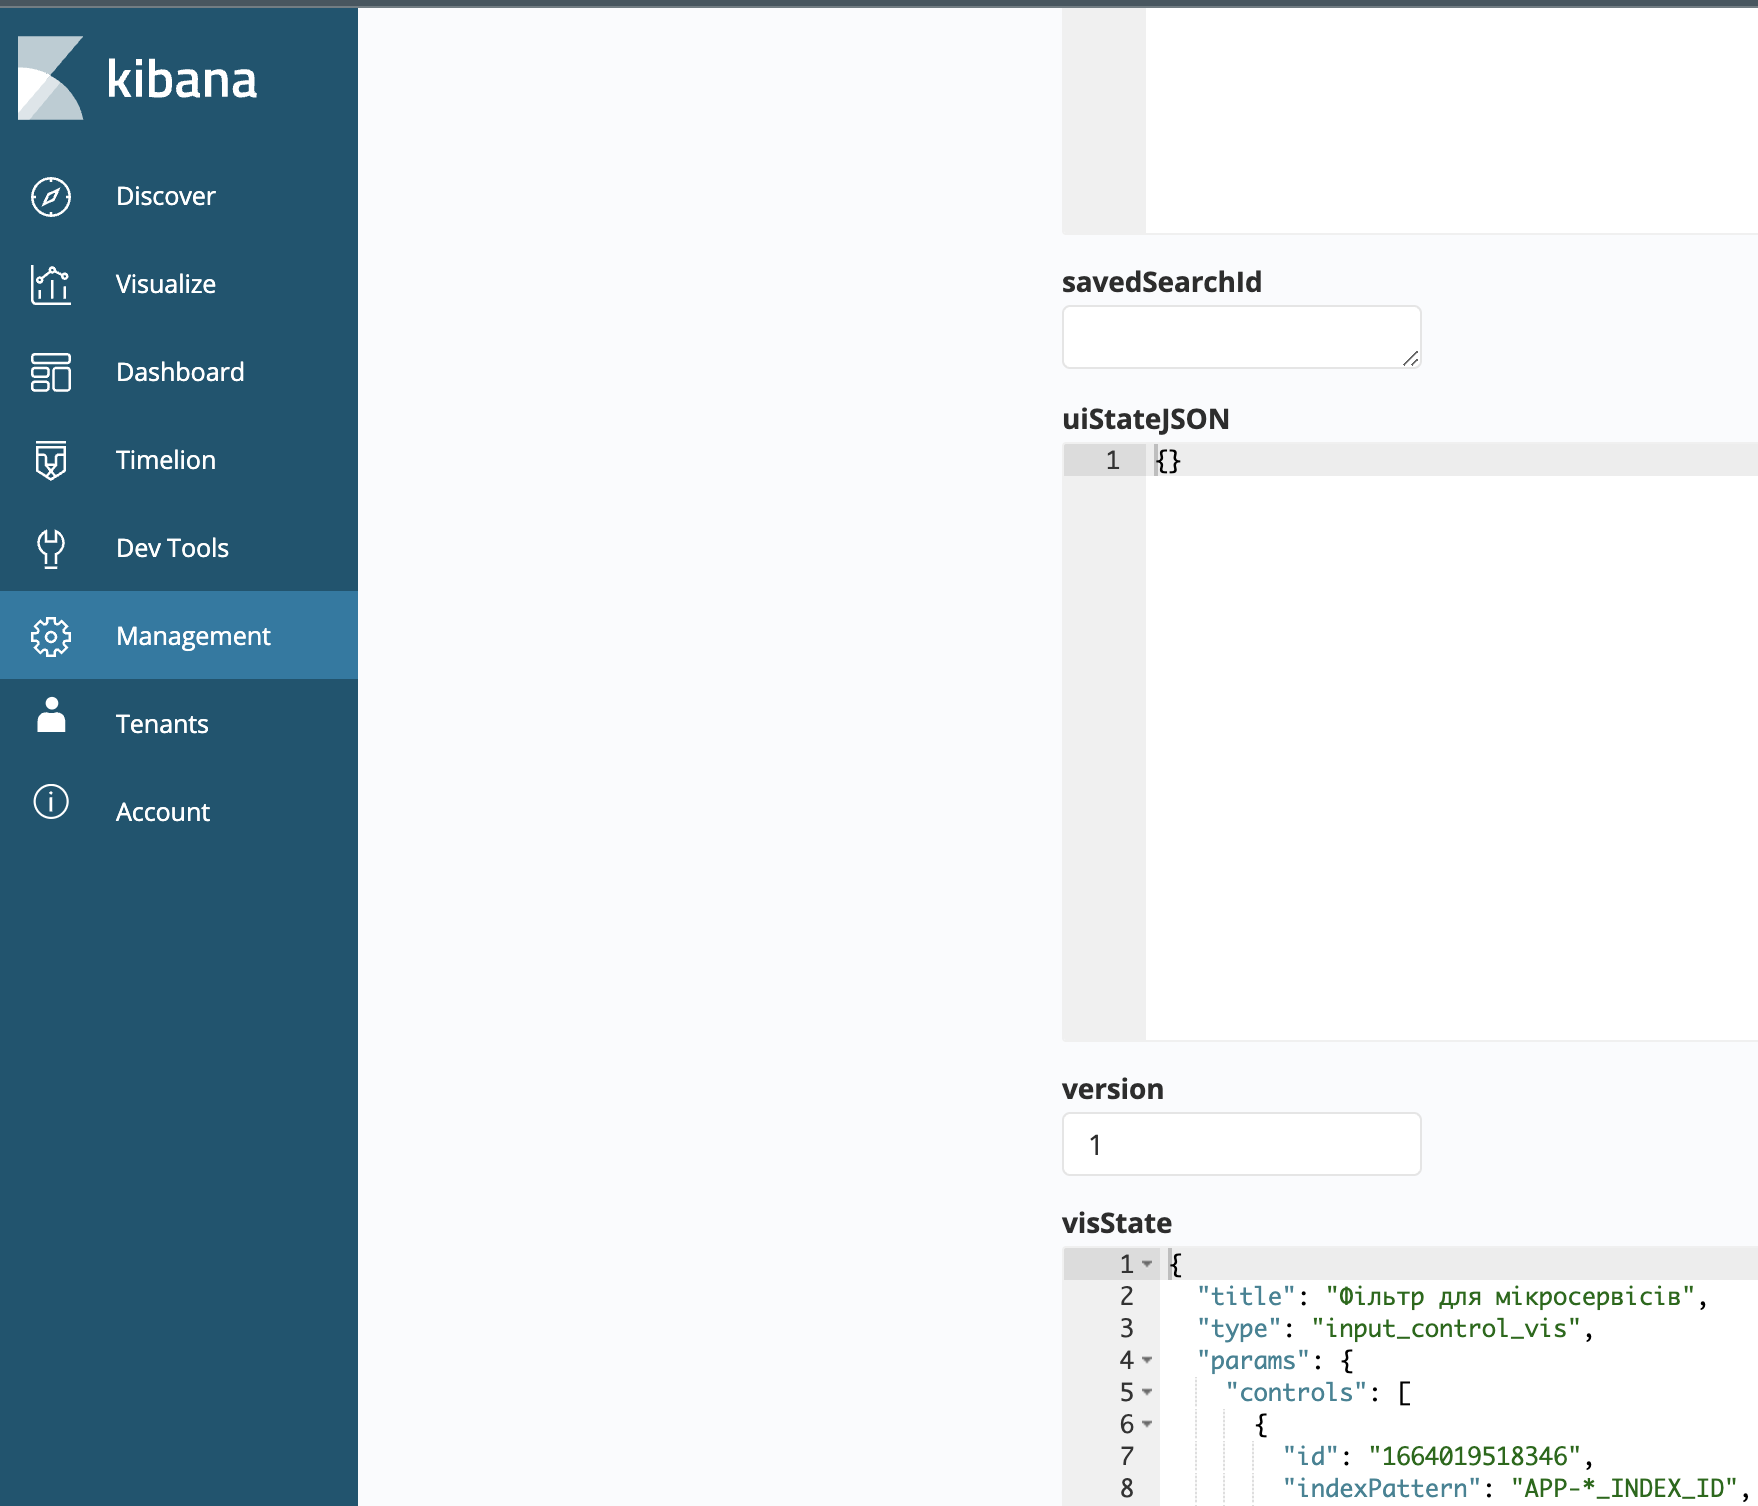 kibana
Discover
Visualize
Dashboard
Timelion
Dev Tools
Management
Tenants
Account
savedSearchId
uiStateJSON
1 {}
version
1
visState
1 {
2 "title": "Фільтр для мікросервісів",
3 "type": "input_control_vis",
4 "params": {
5 "controls": [
6 {
7 "id": "1664019518346",
8 "indexPattern": "APP-*_INDEX_ID",